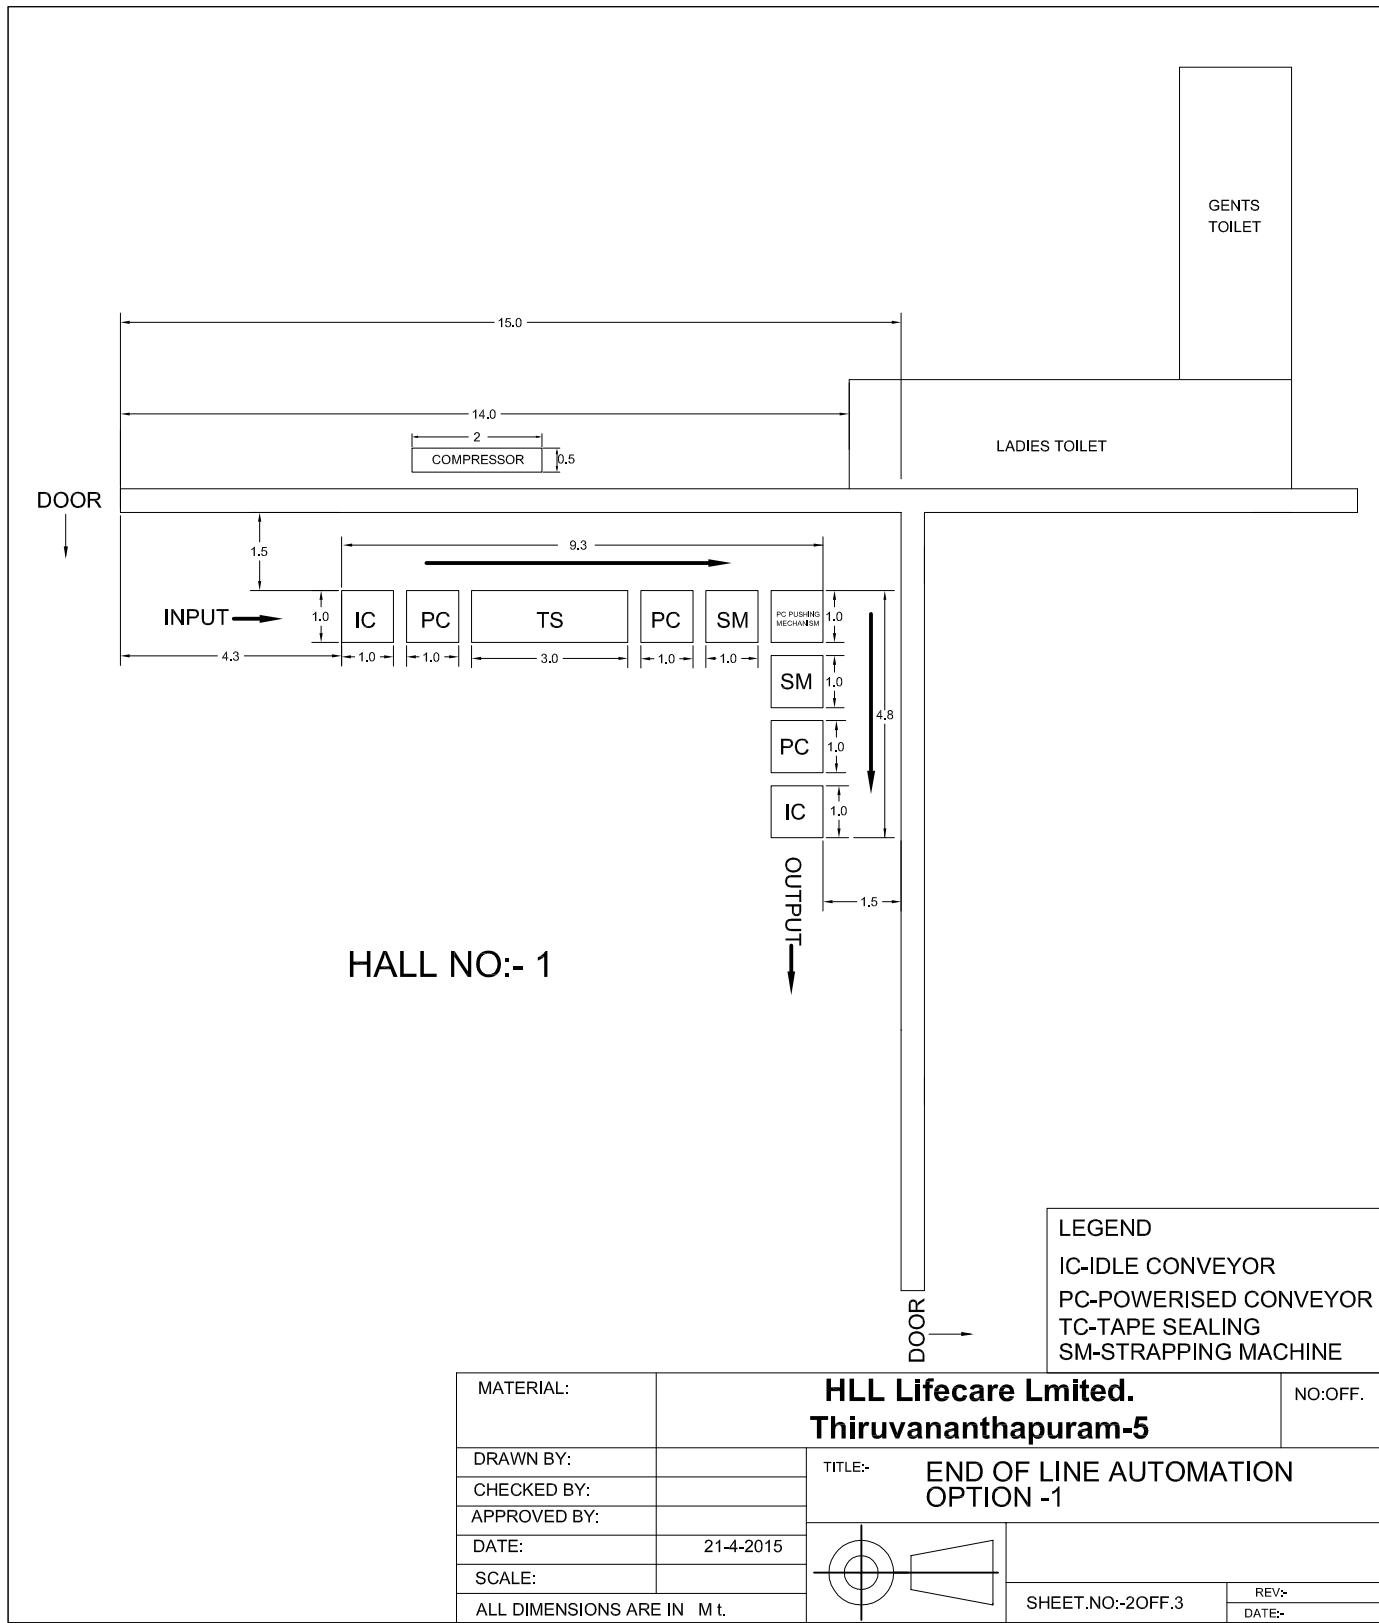 GENTS
TOILET
15.0
14.0
2
COMPRESSOR
0.5
LADIES TOILET
DOOR
1.5
9.3
INPUT
1.0
IC
PC
TS
PC
SM
PC PUSHING
MECHANISM
1.0
4.3
1.0
1.0
3.0
1.0
1.0
SM
1.0
4.8
PC
1.0
IC
1.0
OUTPUT
1.5
HALL NO:- 1
DOOR
LEGEND
IC-IDLE CONVEYOR
PC-POWERISED CONVEYOR
TC-TAPE SEALING
SM-STRAPPING MACHINE
MATERIAL:
HLL Lifecare Lmited.
Thiruvananthapuram-5
NO:OFF.
DRAWN BY:
CHECKED BY:
APPROVED BY:
DATE: 21-4-2015
SCALE:
ALL DIMENSIONS ARE IN M t.
TITLE:-
END OF LINE AUTOMATION
OPTION -1
SHEET.NO:-2OFF.3
REV:-
DATE:-